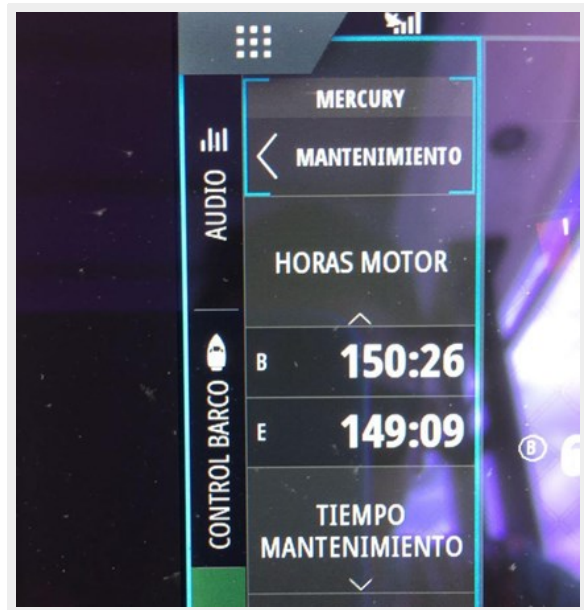 MERCURY
MANTENIMIENTO
AUDIO
HORAS MOTOR
B 150:26
E 149:09
CONTROL BARCO
TIEMPO
MANTENIMIENTO
B